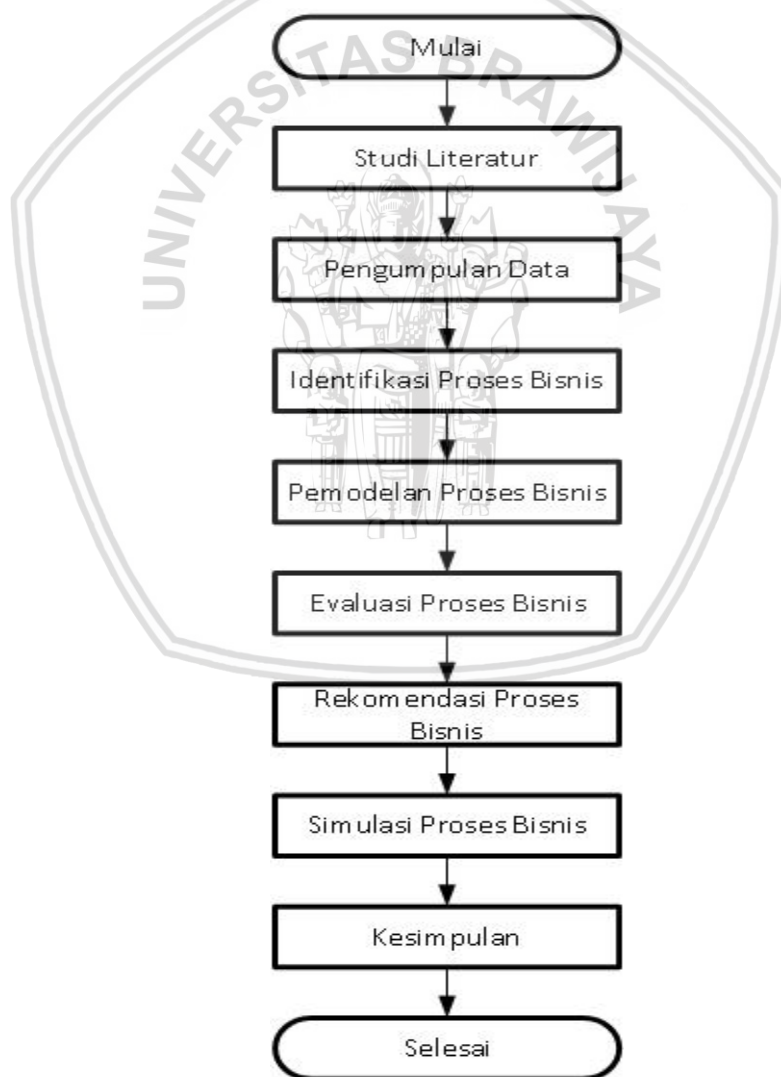 UNIVERSITAS BRAWIJAYA
Mulai
Studi Literatur
Pengumpulan Data
Identifikasi Proses Bisnis
Pemodelan Proses Bisnis
Evaluasi Proses Bisnis
Rekomendasi Proses
Bisnis
Simulasi Proses Bisnis
Kesimpulan
Selesai